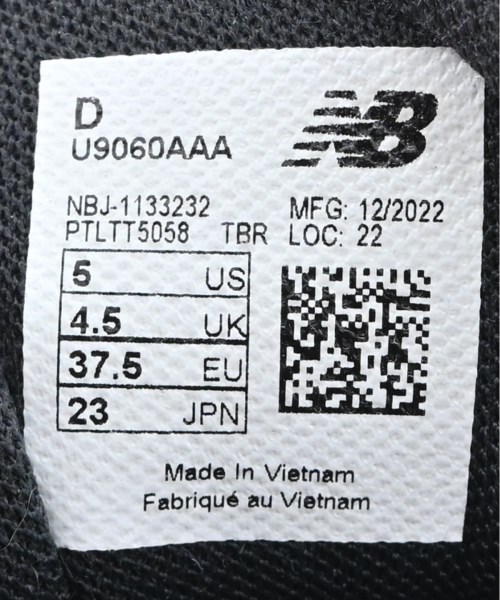 D
U9060AAA
NB
NBJ-1133232 MFG: 12/2022
PTLTT5058 TBR LOC: 22
5 US
4.5 UK
37.5 EU
23 JPN
Made In Vietnam
Fabriqué au Vietnam